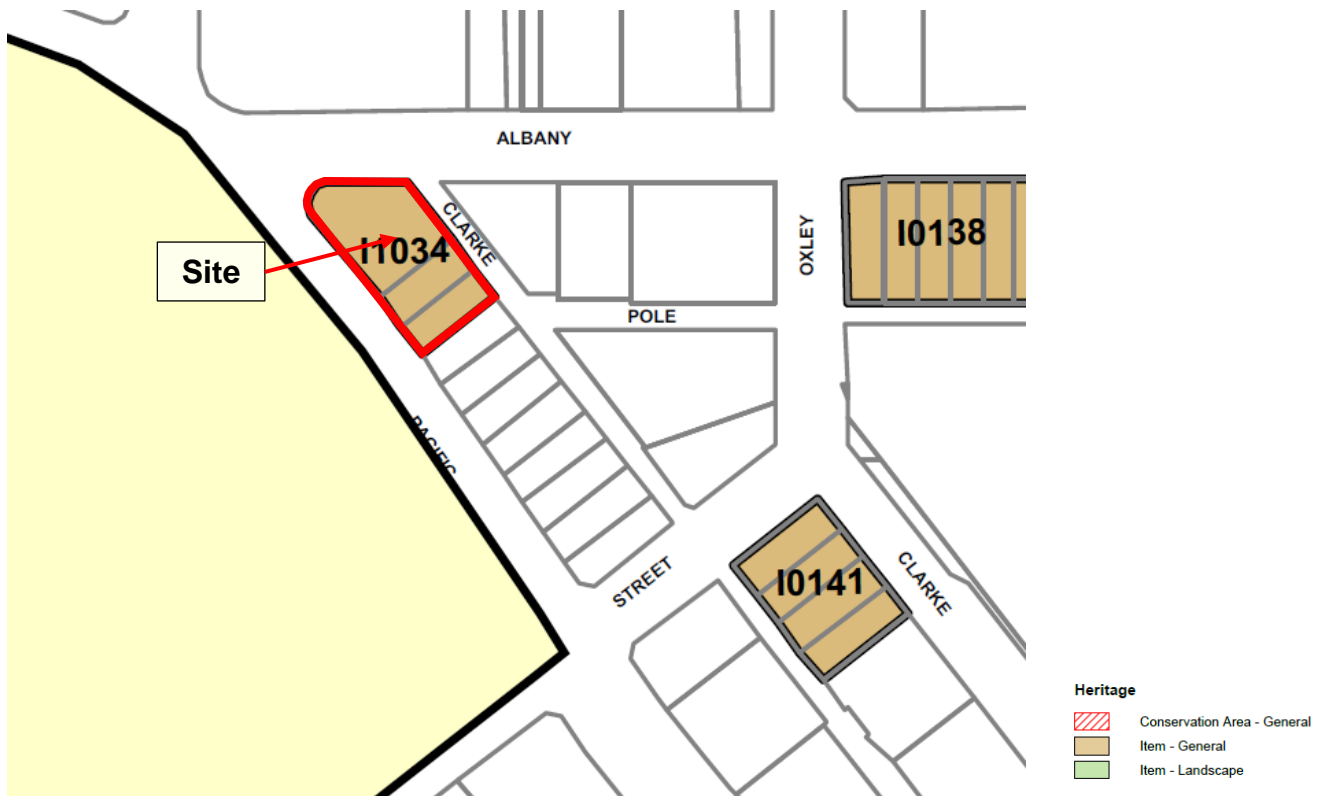 ALBANY
CLARKE
I1034
Site
OXLEY
I0138
POLE
PACIFIC
STREET
I0141
CLARKE
Heritage
Conservation Area - General
Item - General
Item - Landscape